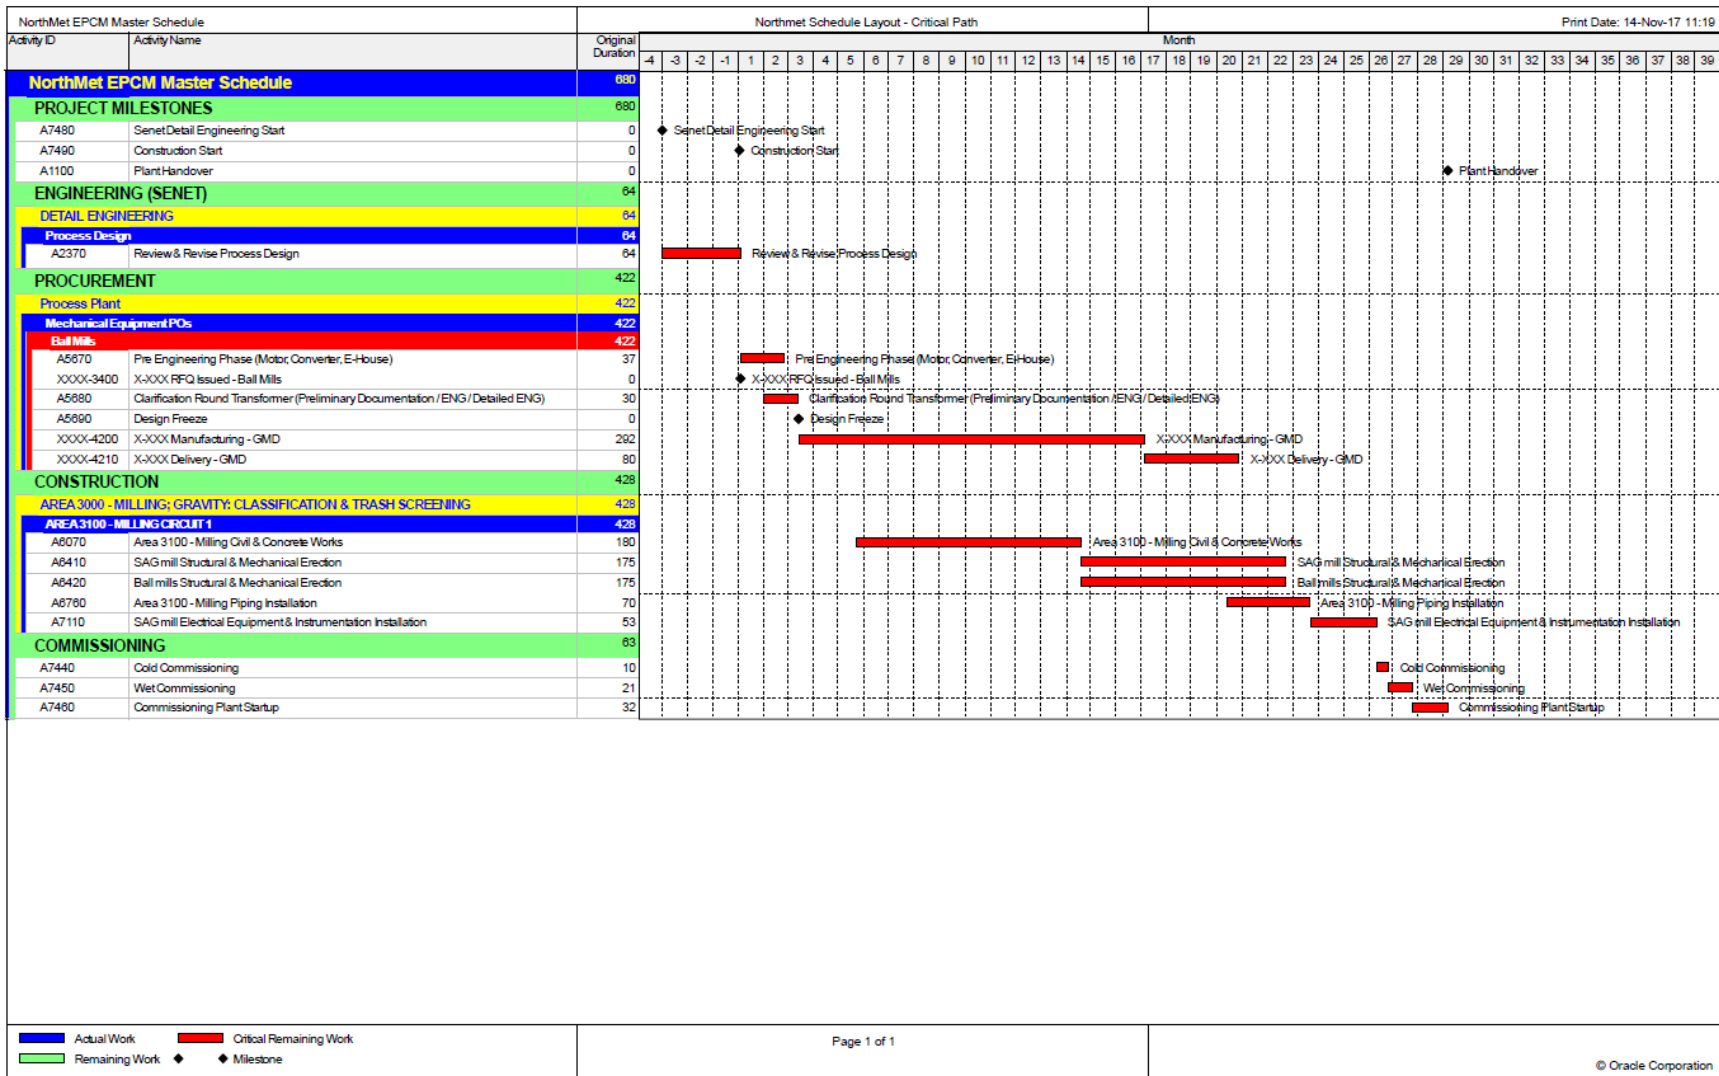 NorthMet EPCM Master Schedule Northmet Schedule Layout - Critical Path Print Date: 14-Nov-17 11:19
Activity ID Activity Name Original Duration Month
-4 -3 -2 -1 1 2 3 4 5 6 7 8 9 10 11 12 13 14 15 16 17 18 19 20 21 22 23 24 25 26 27 28 29 30 31 32 33 34 35 36 37 38 39
NorthMet EPCM Master Schedule 680
PROJECT MILESTONES 680
A7480 Senet Detail Engineering Start 0 Senet Detail Engineering Start
A7490 Construction Start 0 Construction Start
A1100 Plant Handover 0 Plant Handover
ENGINEERING (SENET) 64
DETAIL ENGINEERING 64
Process Design 64
A2370 Review & Revise Process Design 64 Review & Revise Process Design
PROCUREMENT 422
Process Plant 422
Mechanical Equipment POs 422
Ball Mills 422
A5670 Pre Engineering Phase (Motor, Converter, E-House) 37 Pre Engineering Phase (Motor, Converter, E-House)
XXXX-3400 X-XXX RFQ Issued - Ball Mills 0 X-XXX RFQ Issued - Ball Mills
A5680 Clarification Round Transformer (Preliminary Documentation / ENG / Detailed ENG) 30 Clarification Round Transformer (Preliminary Documentation / ENG / Detailed ENG)
A5690 Design Freeze 0 Design Freeze
XXXX-4200 X-XXX Manufacturing - GMD 292 X-XXX Manufacturing - GMD
XXXX-4210 X-XXX Delivery - GMD 80 X-XXX Delivery - GMD
CONSTRUCTION 428
AREA 3000 - MILLING; GRAVITY: CLASSIFICATION & TRASH SCREENING 428
AREA 3100 - MILLING CIRCUIT 1 428
A6070 Area 3100 - Milling Civil & Concrete Works 180 Area 3100 - Milling Civil & Concrete Works
A6410 SAG mill Structural & Mechanical Erection 175 SAG mill Structural & Mechanical Erection
A6420 Ball mills Structural & Mechanical Erection 175 Ball mills Structural & Mechanical Erection
A6760 Area 3100 - Milling Piping Installation 70 Area 3100 - Milling Piping Installation
A7110 SAG mill Electrical Equipment & Instrumentation Installation 53 SAG mill Electrical Equipment & Instrumentation Installation
COMMISSIONING 63
A7440 Cold Commissioning 10 Cold Commissioning
A7450 Wet Commissioning 21 Wet Commissioning
A7460 Commissioning Plant Startup 32 Commissioning Plant Startup
Actual Work Critical Remaining Work
Remaining Work Milestone
Page 1 of 1
© Oracle Corporation